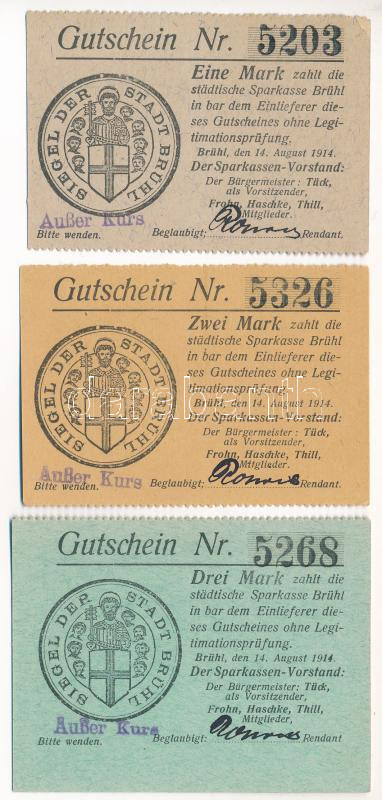 Gutschein Nr. 5203
Eine Mark zahlt die
städtische Sparkasse Brühl
in bar dem Einlieferer die-
ses Gutscheines ohne Legi-
timationsprüfung.
Brühl, den 14. August 1914.
Der Sparkassen-Vorstand:
Der Bürgermeister: Tück,
als Vorsitzender,
Frohn, Haschke, Thill,
Mitglieder.
SIEGEL DER STADT BRÜHL
Außer Kurs
Bitte wenden. Beglaubigt: Rendant.
Gutschein Nr. 5326
Zwei Mark zahlt die
städtische Sparkasse Brühl
in bar dem Einlieferer die-
ses Gutscheines ohne Legi-
timationsprüfung.
Brühl, den 14. August 1914.
Der Sparkassen-Vorstand:
Der Bürgermeister: Tück,
als Vorsitzender,
Frohn, Haschke, Thill,
Mitglieder.
SIEGEL DER STADT BRÜHL
Außer Kurs
Bitte wenden. Beglaubigt: Rendant.
Gutschein Nr. 5268
Drei Mark zahlt die
städtische Sparkasse Brühl
in bar dem Einlieferer die-
ses Gutscheines ohne Legi-
timationsprüfung.
Brühl, den 14. August 1914.
Der Sparkassen-Vorstand:
Der Bürgermeister: Tück,
als Vorsitzender,
Frohn, Haschke, Thill,
Mitglieder,
SIEGEL DER STADT BRÜHL
Außer Kurs
Bitte wenden. Beglaubigt: Rendant